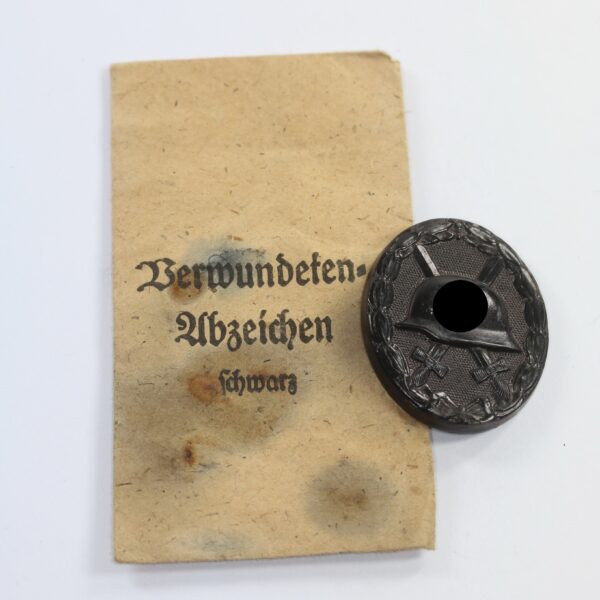 Verwundeten-
Abzeichen
schwarz